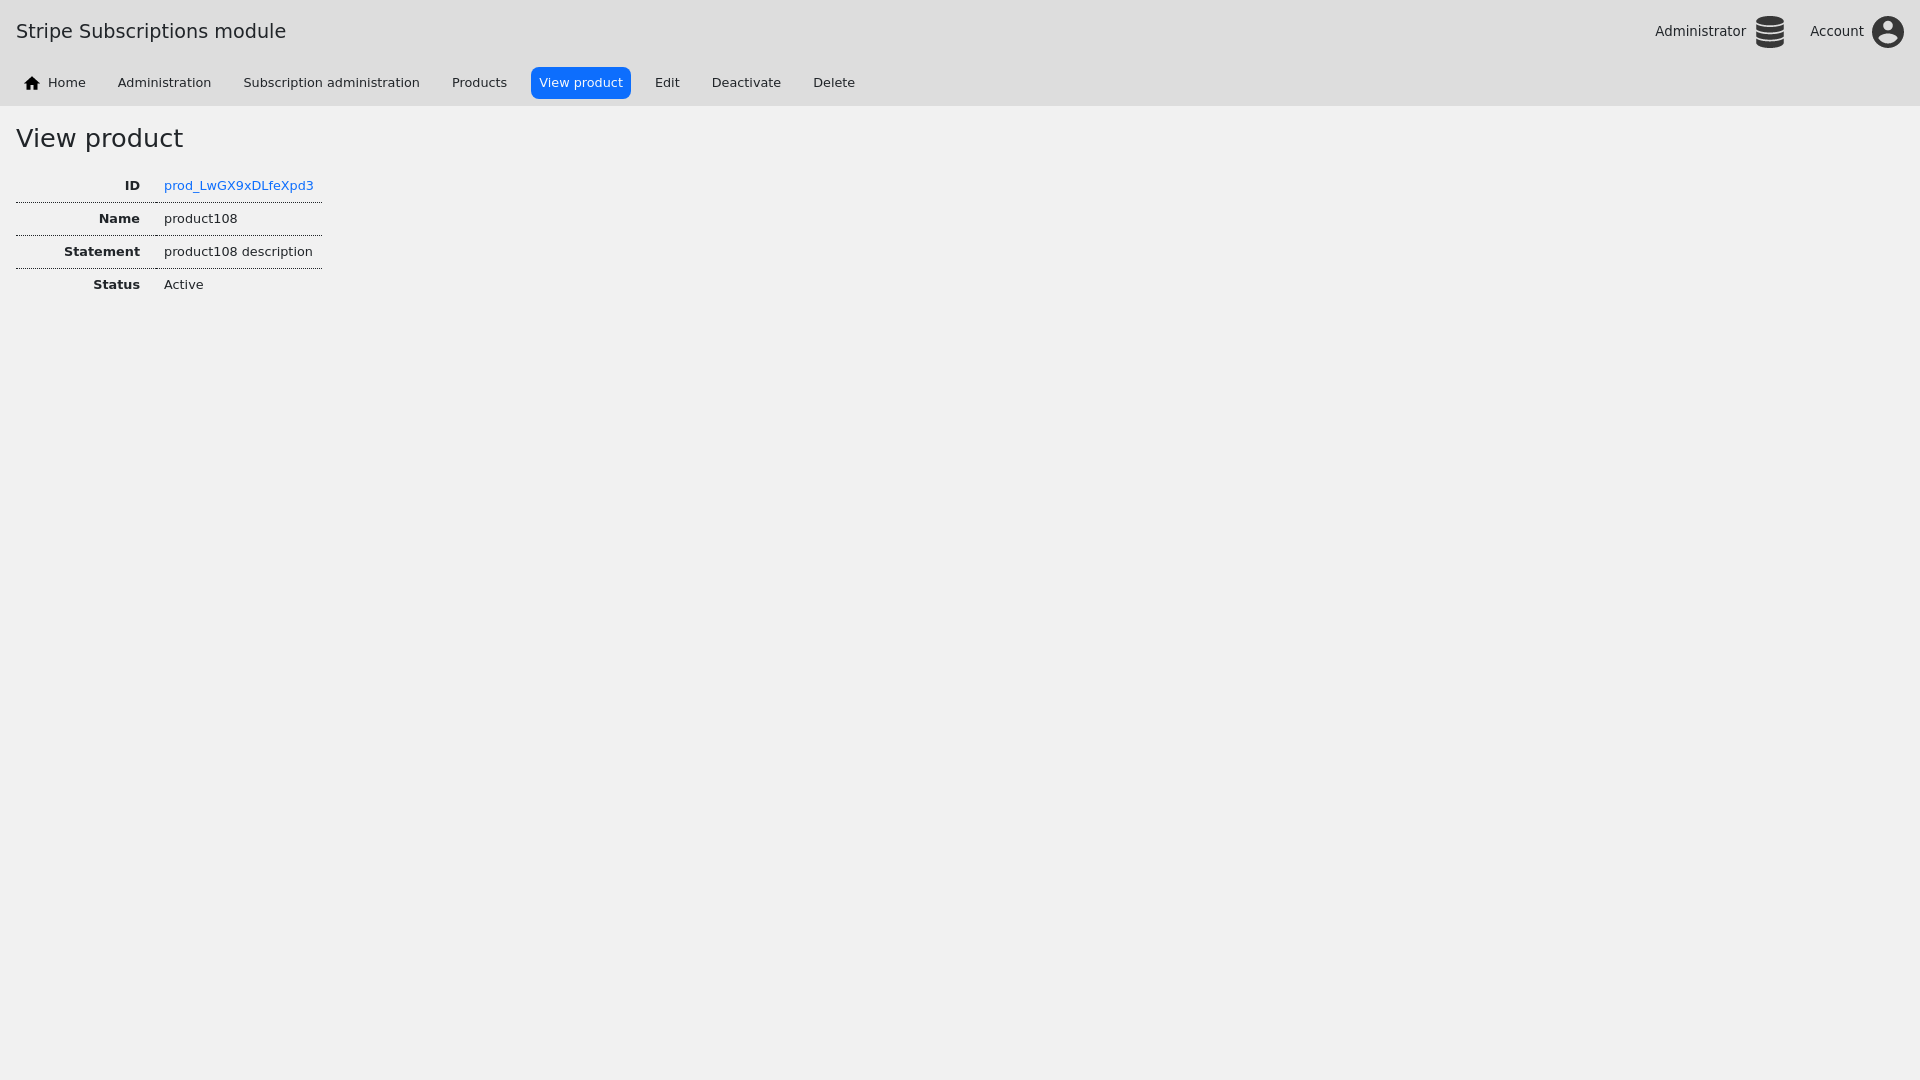 Stripe Subscriptions module
Administrator
Account
Home
Administration
Subscription administration
Products
View product
Edit
Deactivate
Delete
View product
ID prod_LwGX9xDLfeXpd3
Name product108
Statement product108 description
Status Active